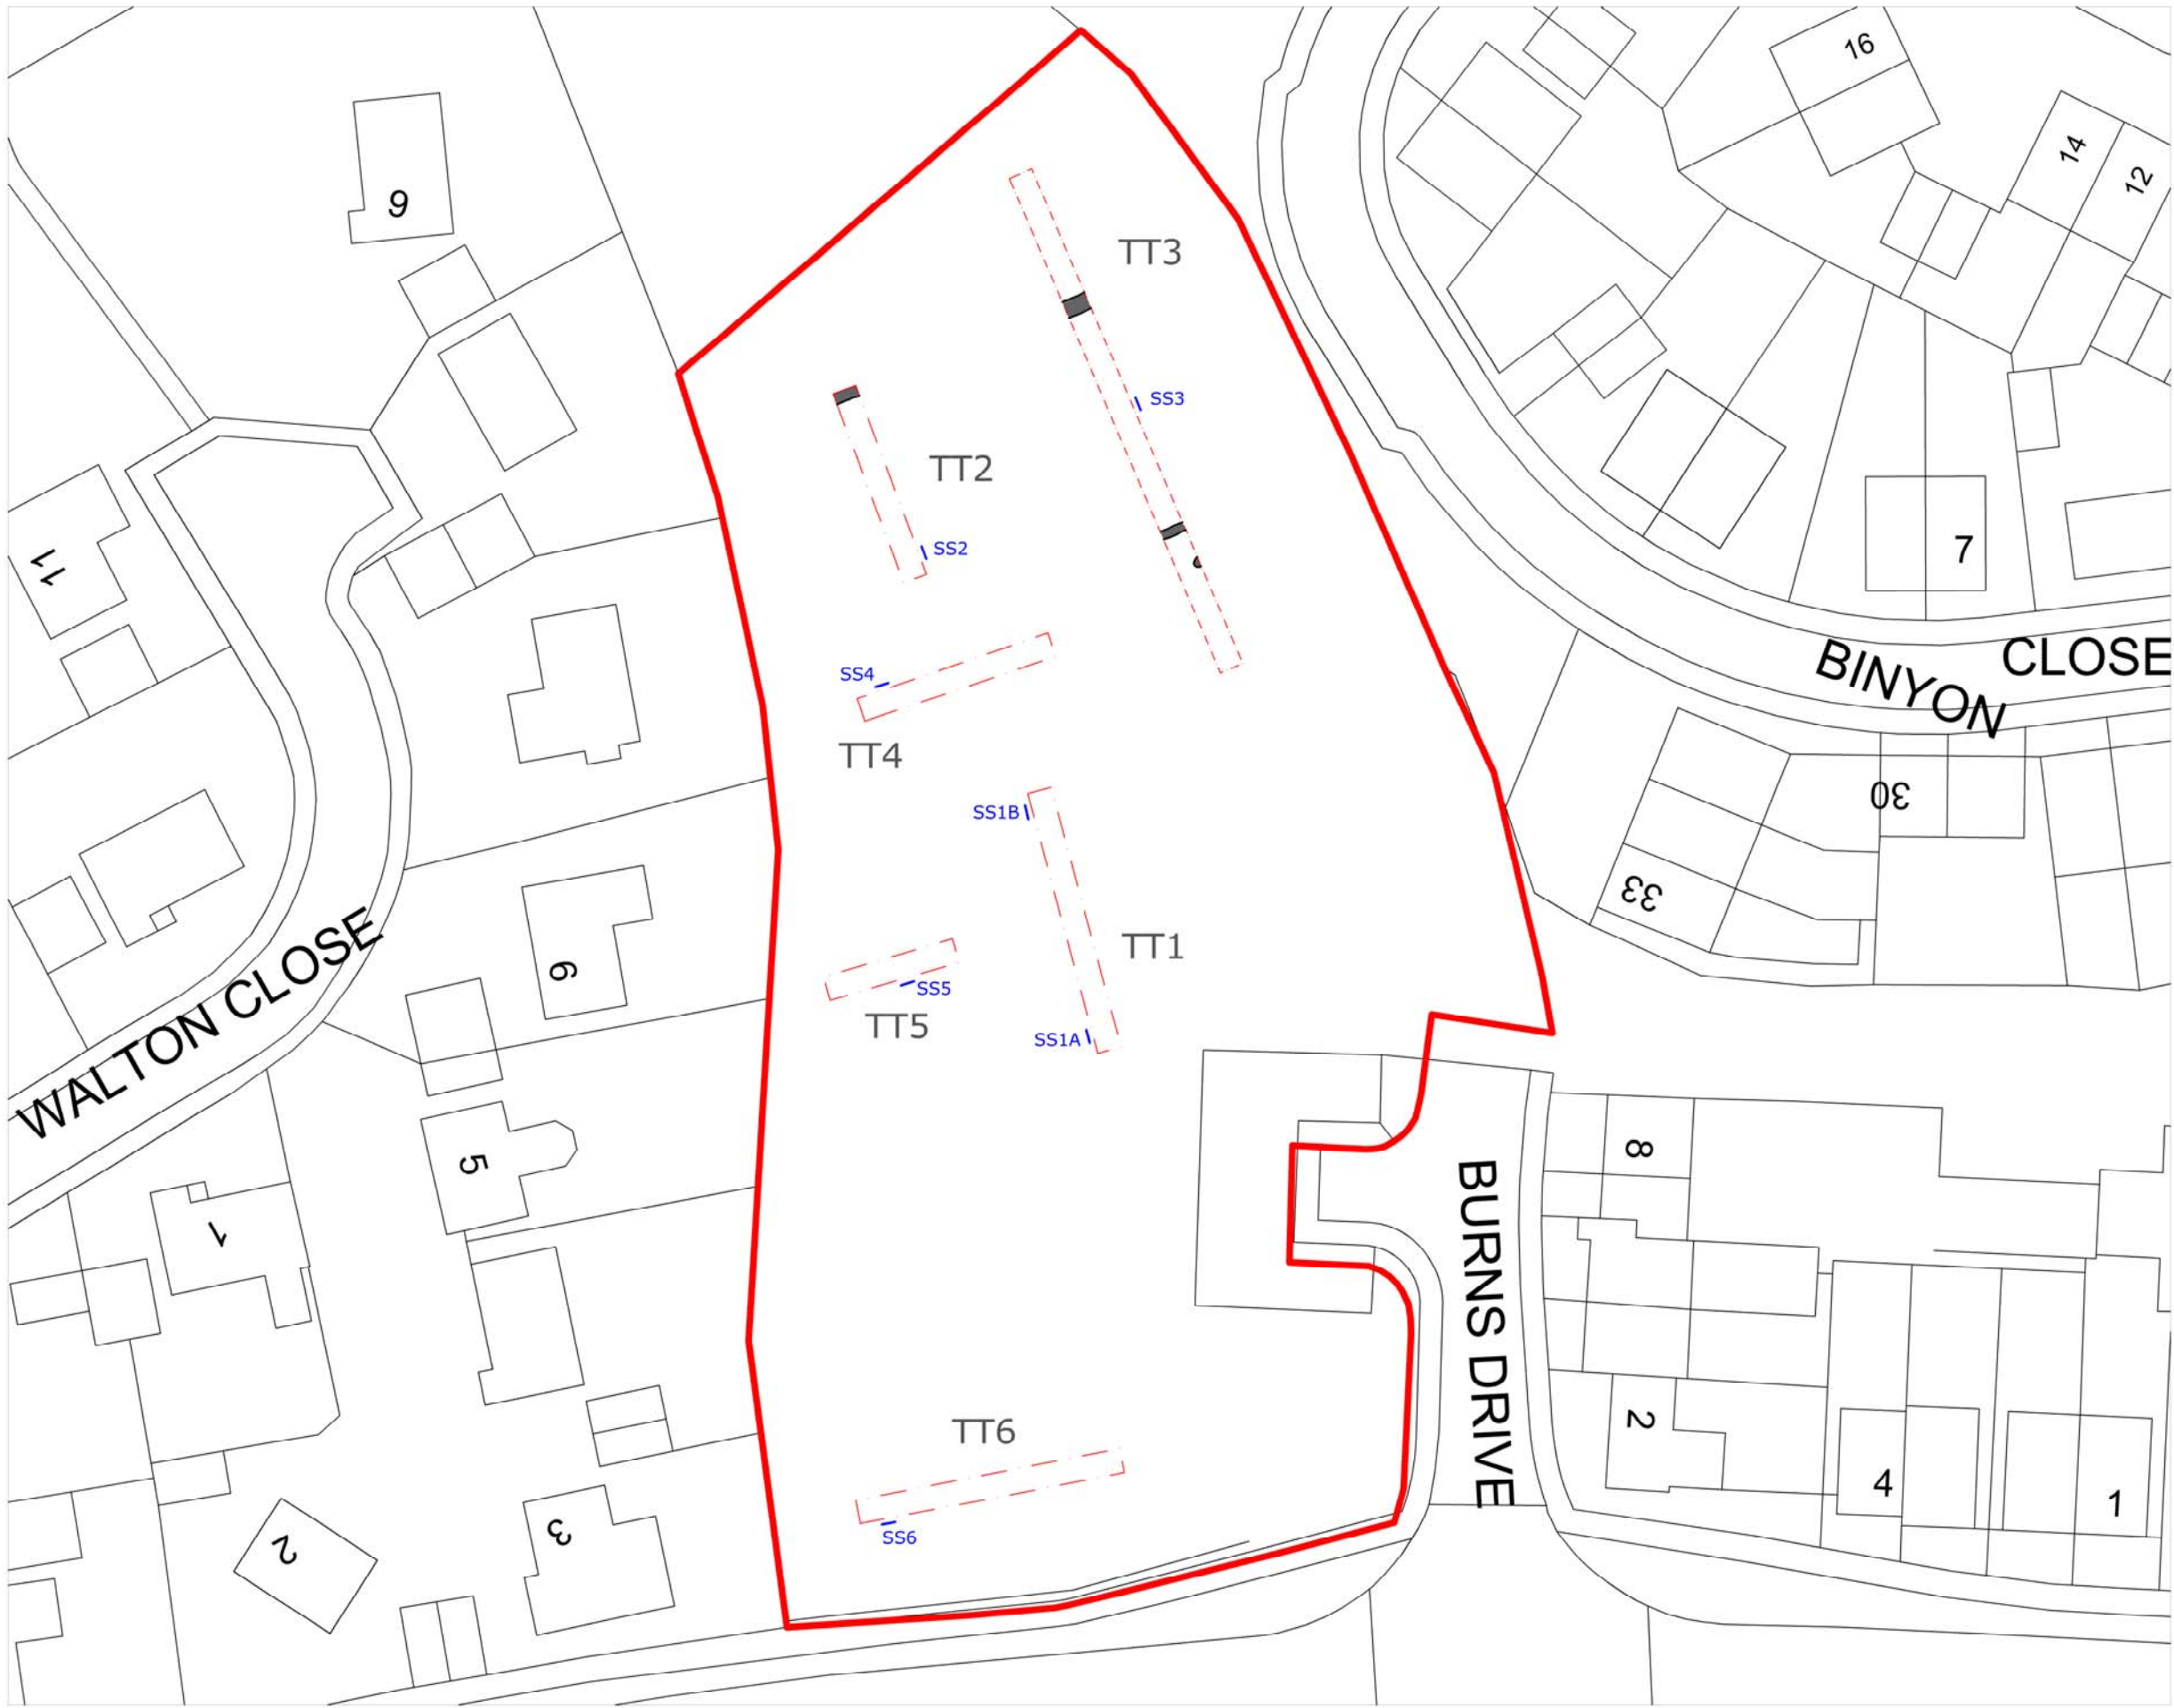 16
14
12
9
TT3
SS3
TT2
SS2
11
7
CLOSE
BINYON
SS4
TT4
SS1B
30
33
WALTON CLOSE
6
TT1
SS5
TT5
SS1A
8
5
1
BURNS DRIVE
2
TT6
4
1
SS6
3
2